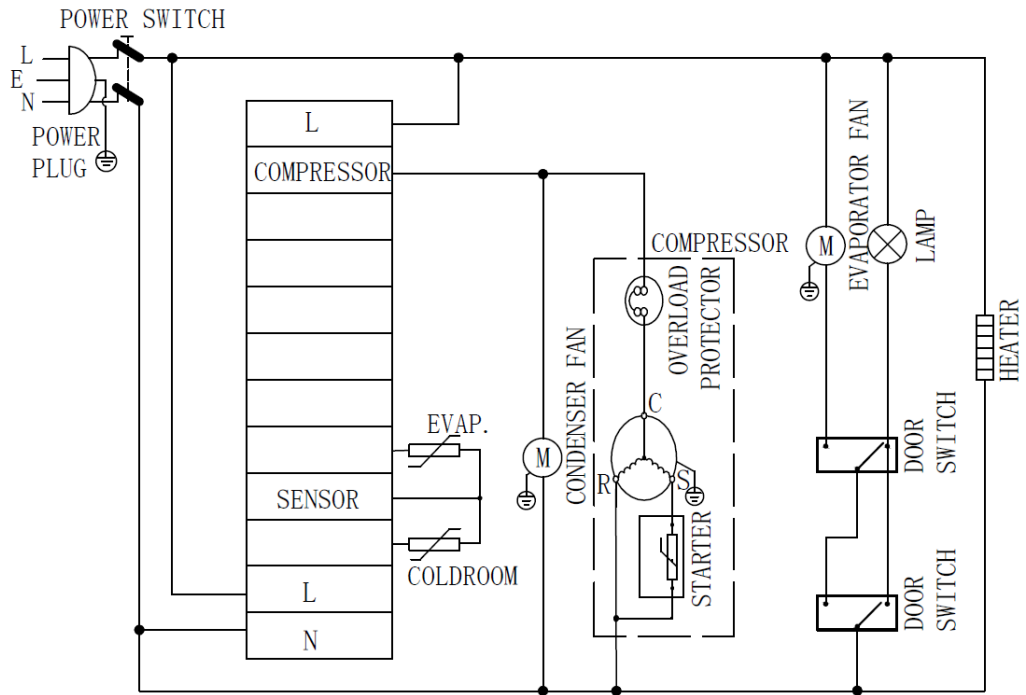 POWER SWITCH
L
E
N
POWER
PLUG
L
COMPRESSOR
EVAP.
SENSOR
COLDROOM
L
N
M
CONDENSER FAN
COMPRESSOR
OVERLOAD
PROTECTOR
C
R
S
STARTER
M
EVAPORATOR FAN
LAMP
HEATER
DOOR
SWITCH
DOOR
SWITCH